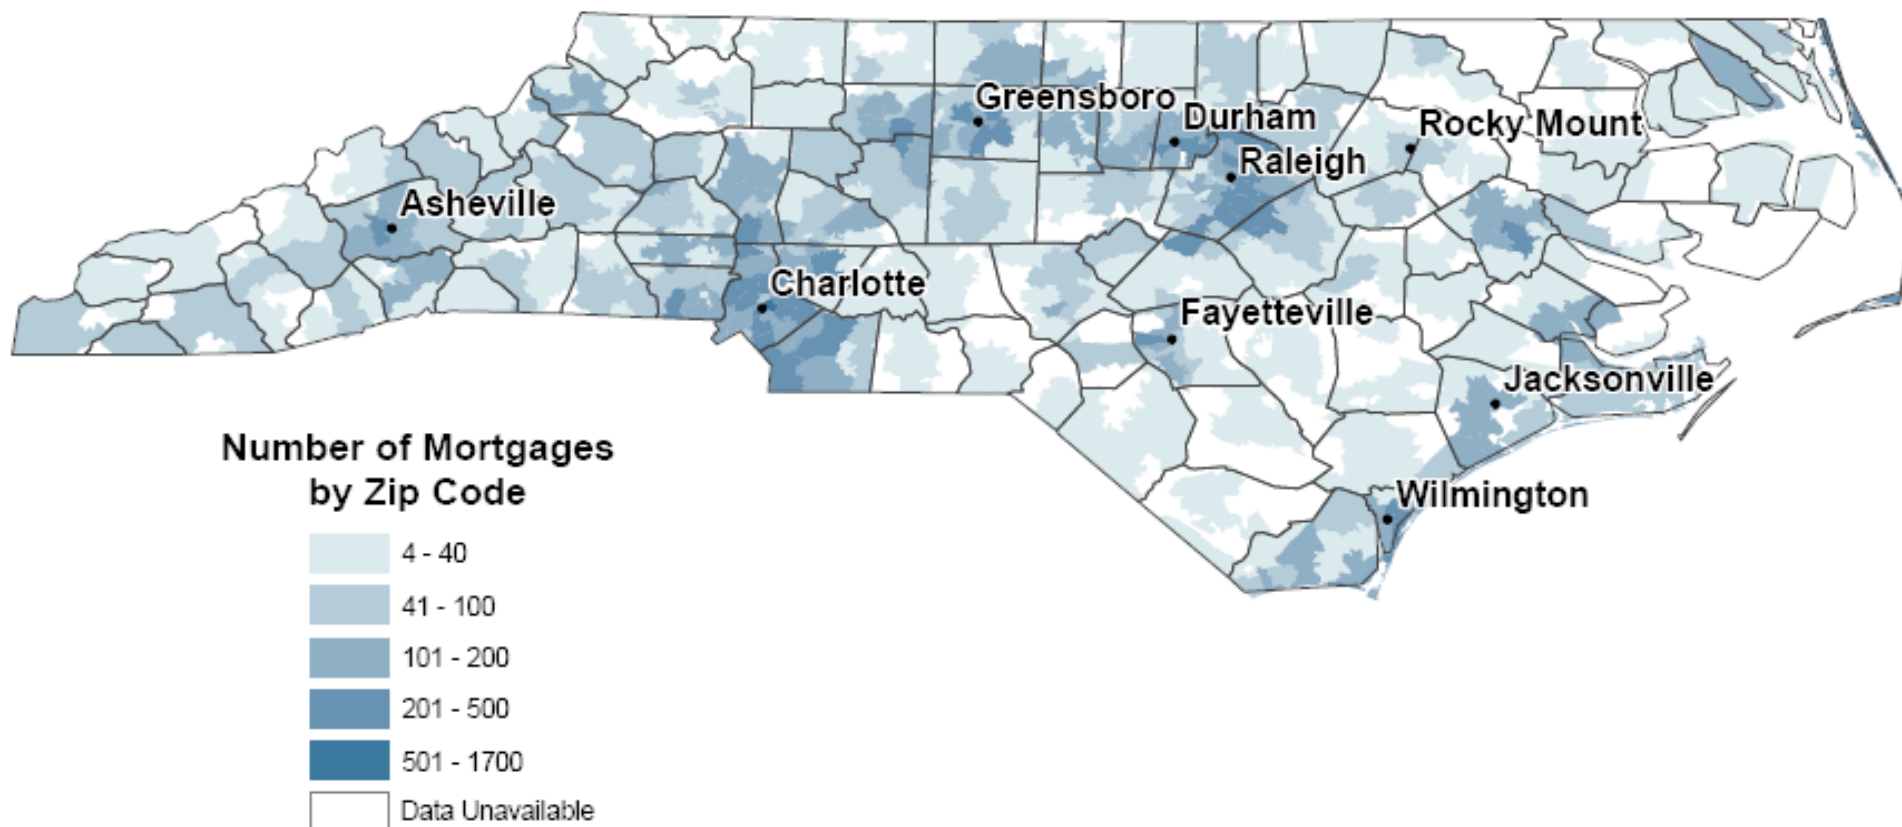 Greensboro
Durham
Rocky Mount
Raleigh
Asheville
Charlotte
Fayetteville
Jacksonville
Wilmington
Number of Mortgages
by Zip Code
4 - 40
41 - 100
101 - 200
201 - 500
501 - 1700
Data Unavailable